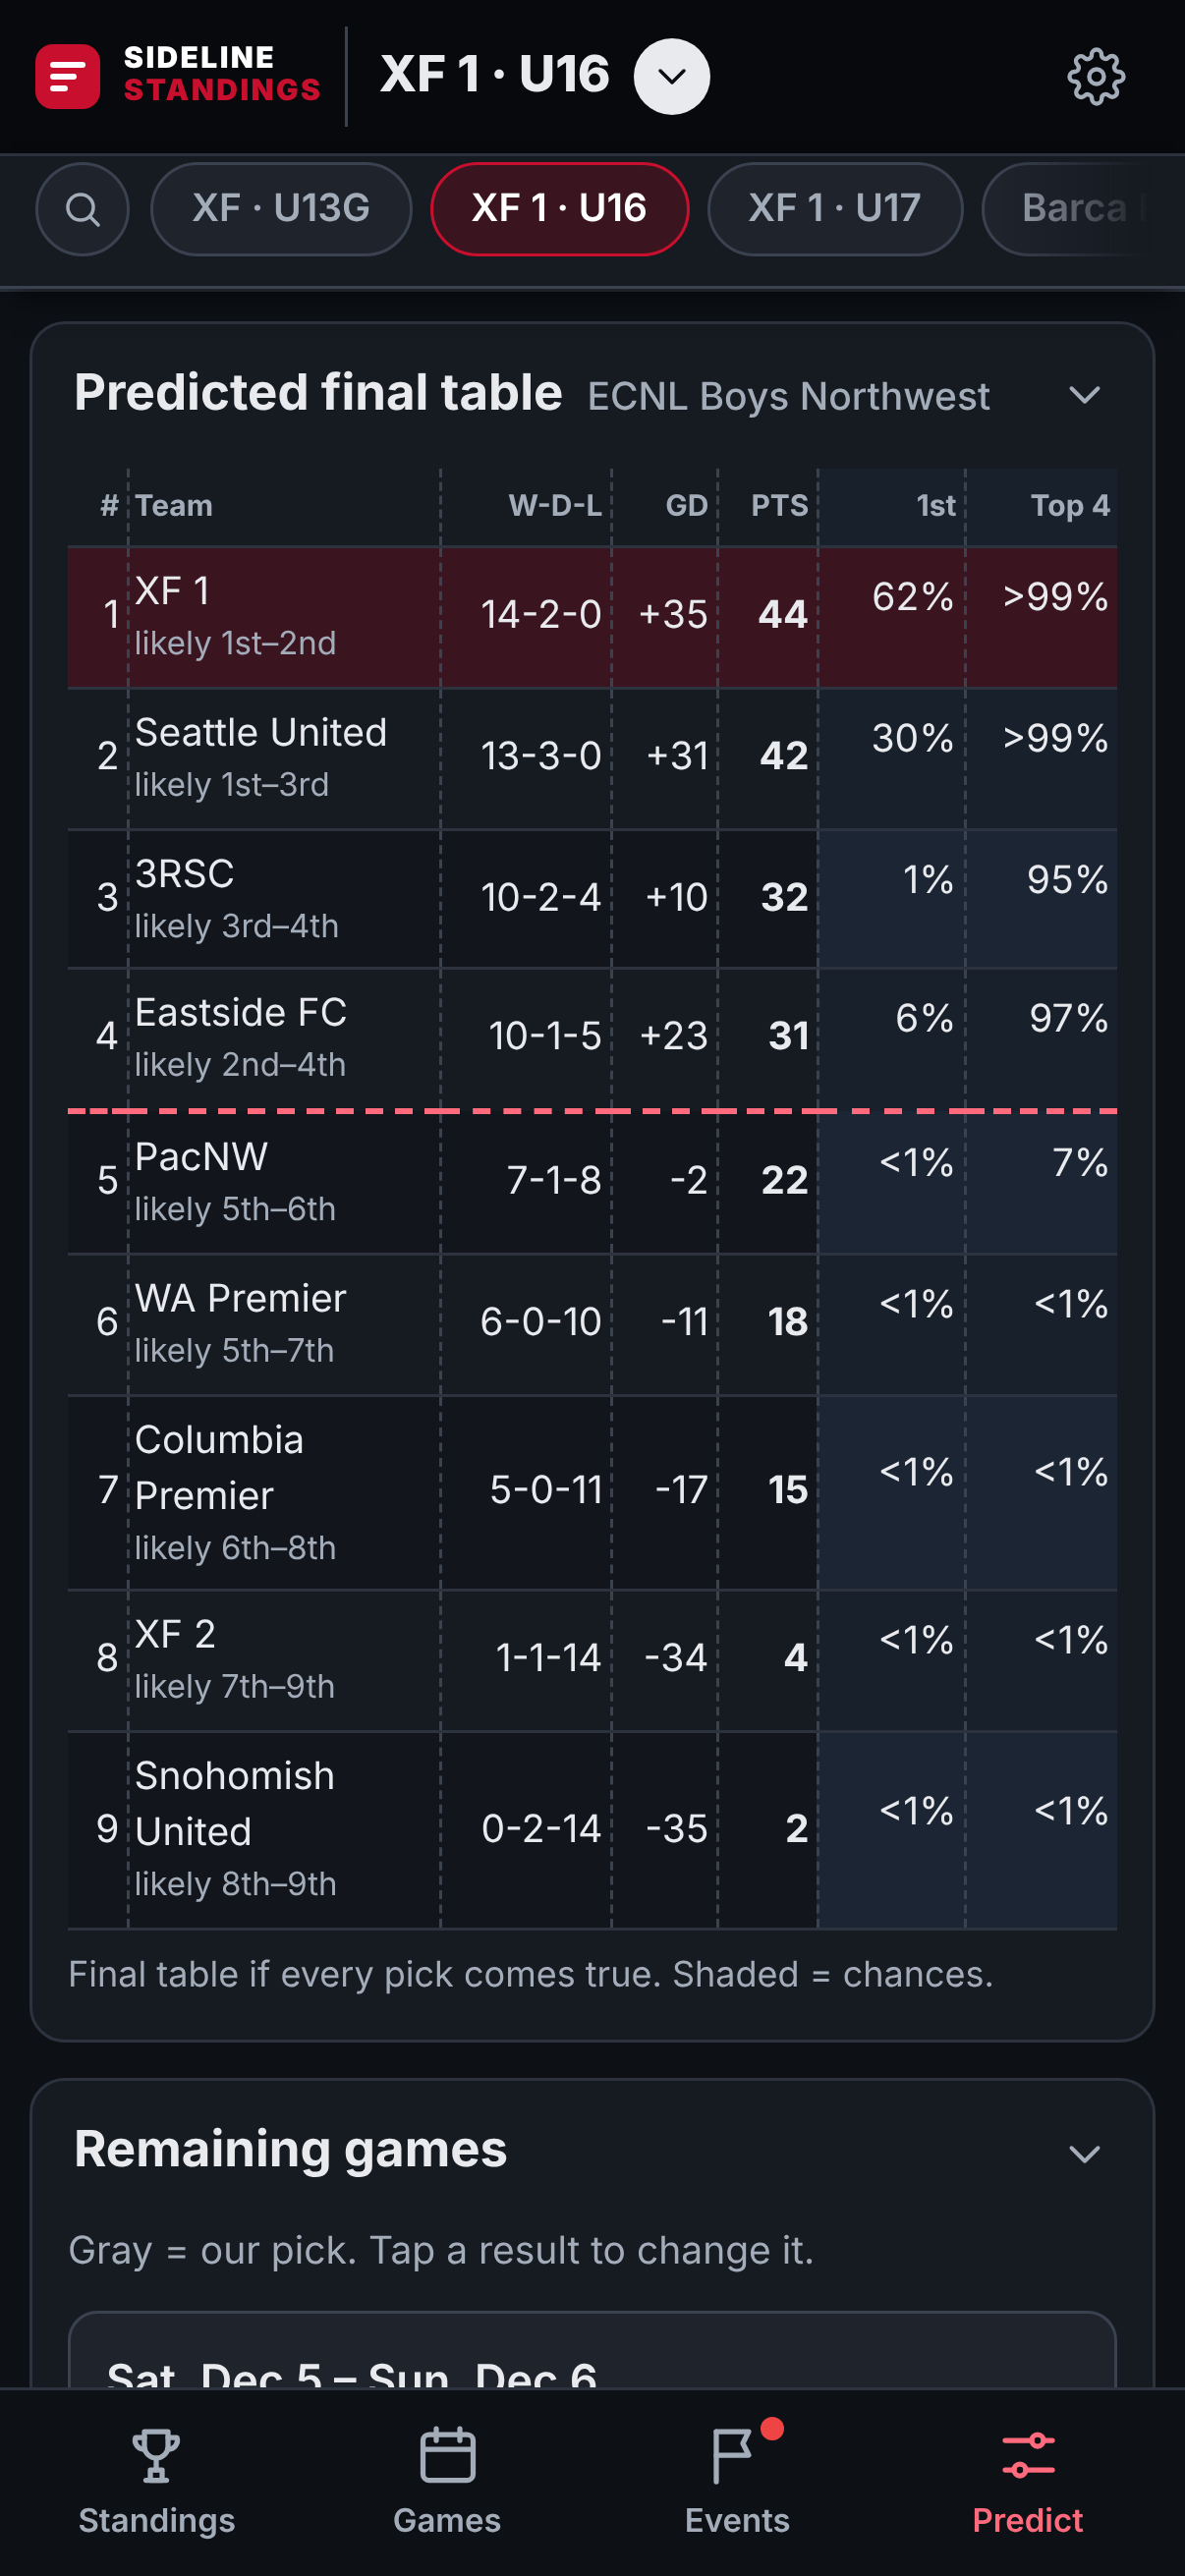 SIDELINE
STANDINGS
XF 1 · U16
XF · U13G
XF 1 · U16
XF 1 · U17
Barca
Predicted final table ECNL Boys Northwest
# Team W-D-L GD PTS 1st Top 4
1 XF 1 14-2-0 +35 44 62% >99%
likely 1st–2nd
2 Seattle United 13-3-0 +31 42 30% >99%
likely 1st–3rd
3 3RSC 10-2-4 +10 32 1% 95%
likely 3rd–4th
4 Eastside FC 10-1-5 +23 31 6% 97%
likely 2nd–4th
5 PacNW 7-1-8 -2 22 <1% 7%
likely 5th–6th
6 WA Premier 6-0-10 -11 18 <1% <1%
likely 5th–7th
7 Columbia Premier 5-0-11 -17 15 <1% <1%
likely 6th–8th
8 XF 2 1-1-14 -34 4 <1% <1%
likely 7th–9th
9 Snohomish United 0-2-14 -35 2 <1% <1%
likely 8th–9th
Final table if every pick comes true. Shaded = chances.
Remaining games
Gray = our pick. Tap a result to change it.
Sat, Dec 5 – Sun, Dec 6
Standings
Games
Events
Predict